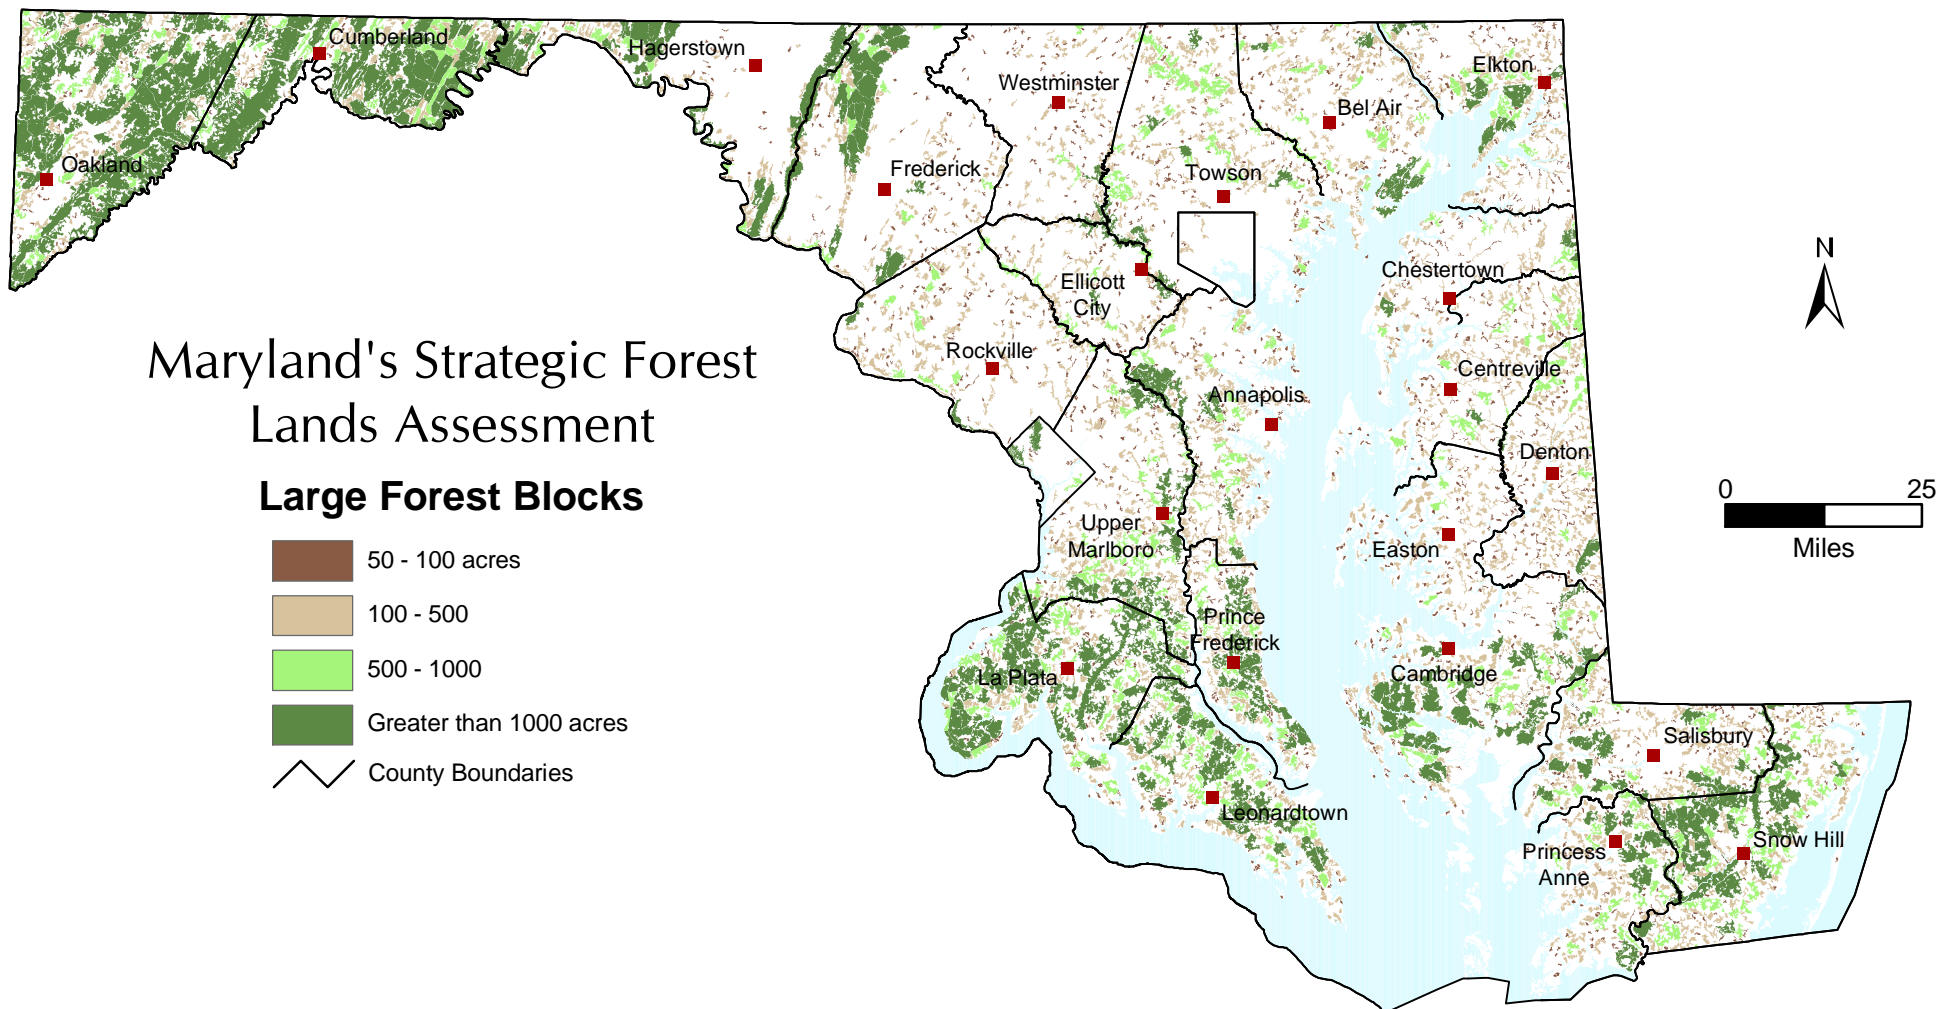 Cumberland
Hagerstown
Westminster
Elkton
Bel Air
Oakland
Frederick
Towson
N
Chestertown
Ellicott
City
Maryland's Strategic Forest
Lands Assessment
Rockville
Centreville
Annapolis
Denton
Large Forest Blocks
0 25
Miles
Upper
Marlboro
Easton
50 - 100 acres
100 - 500
500 - 1000
Greater than 1000 acres
County Boundaries
Prince
Frederick
La Plata
Cambridge
Salisbury
Leonardtown
Princess
Anne
Snow Hill